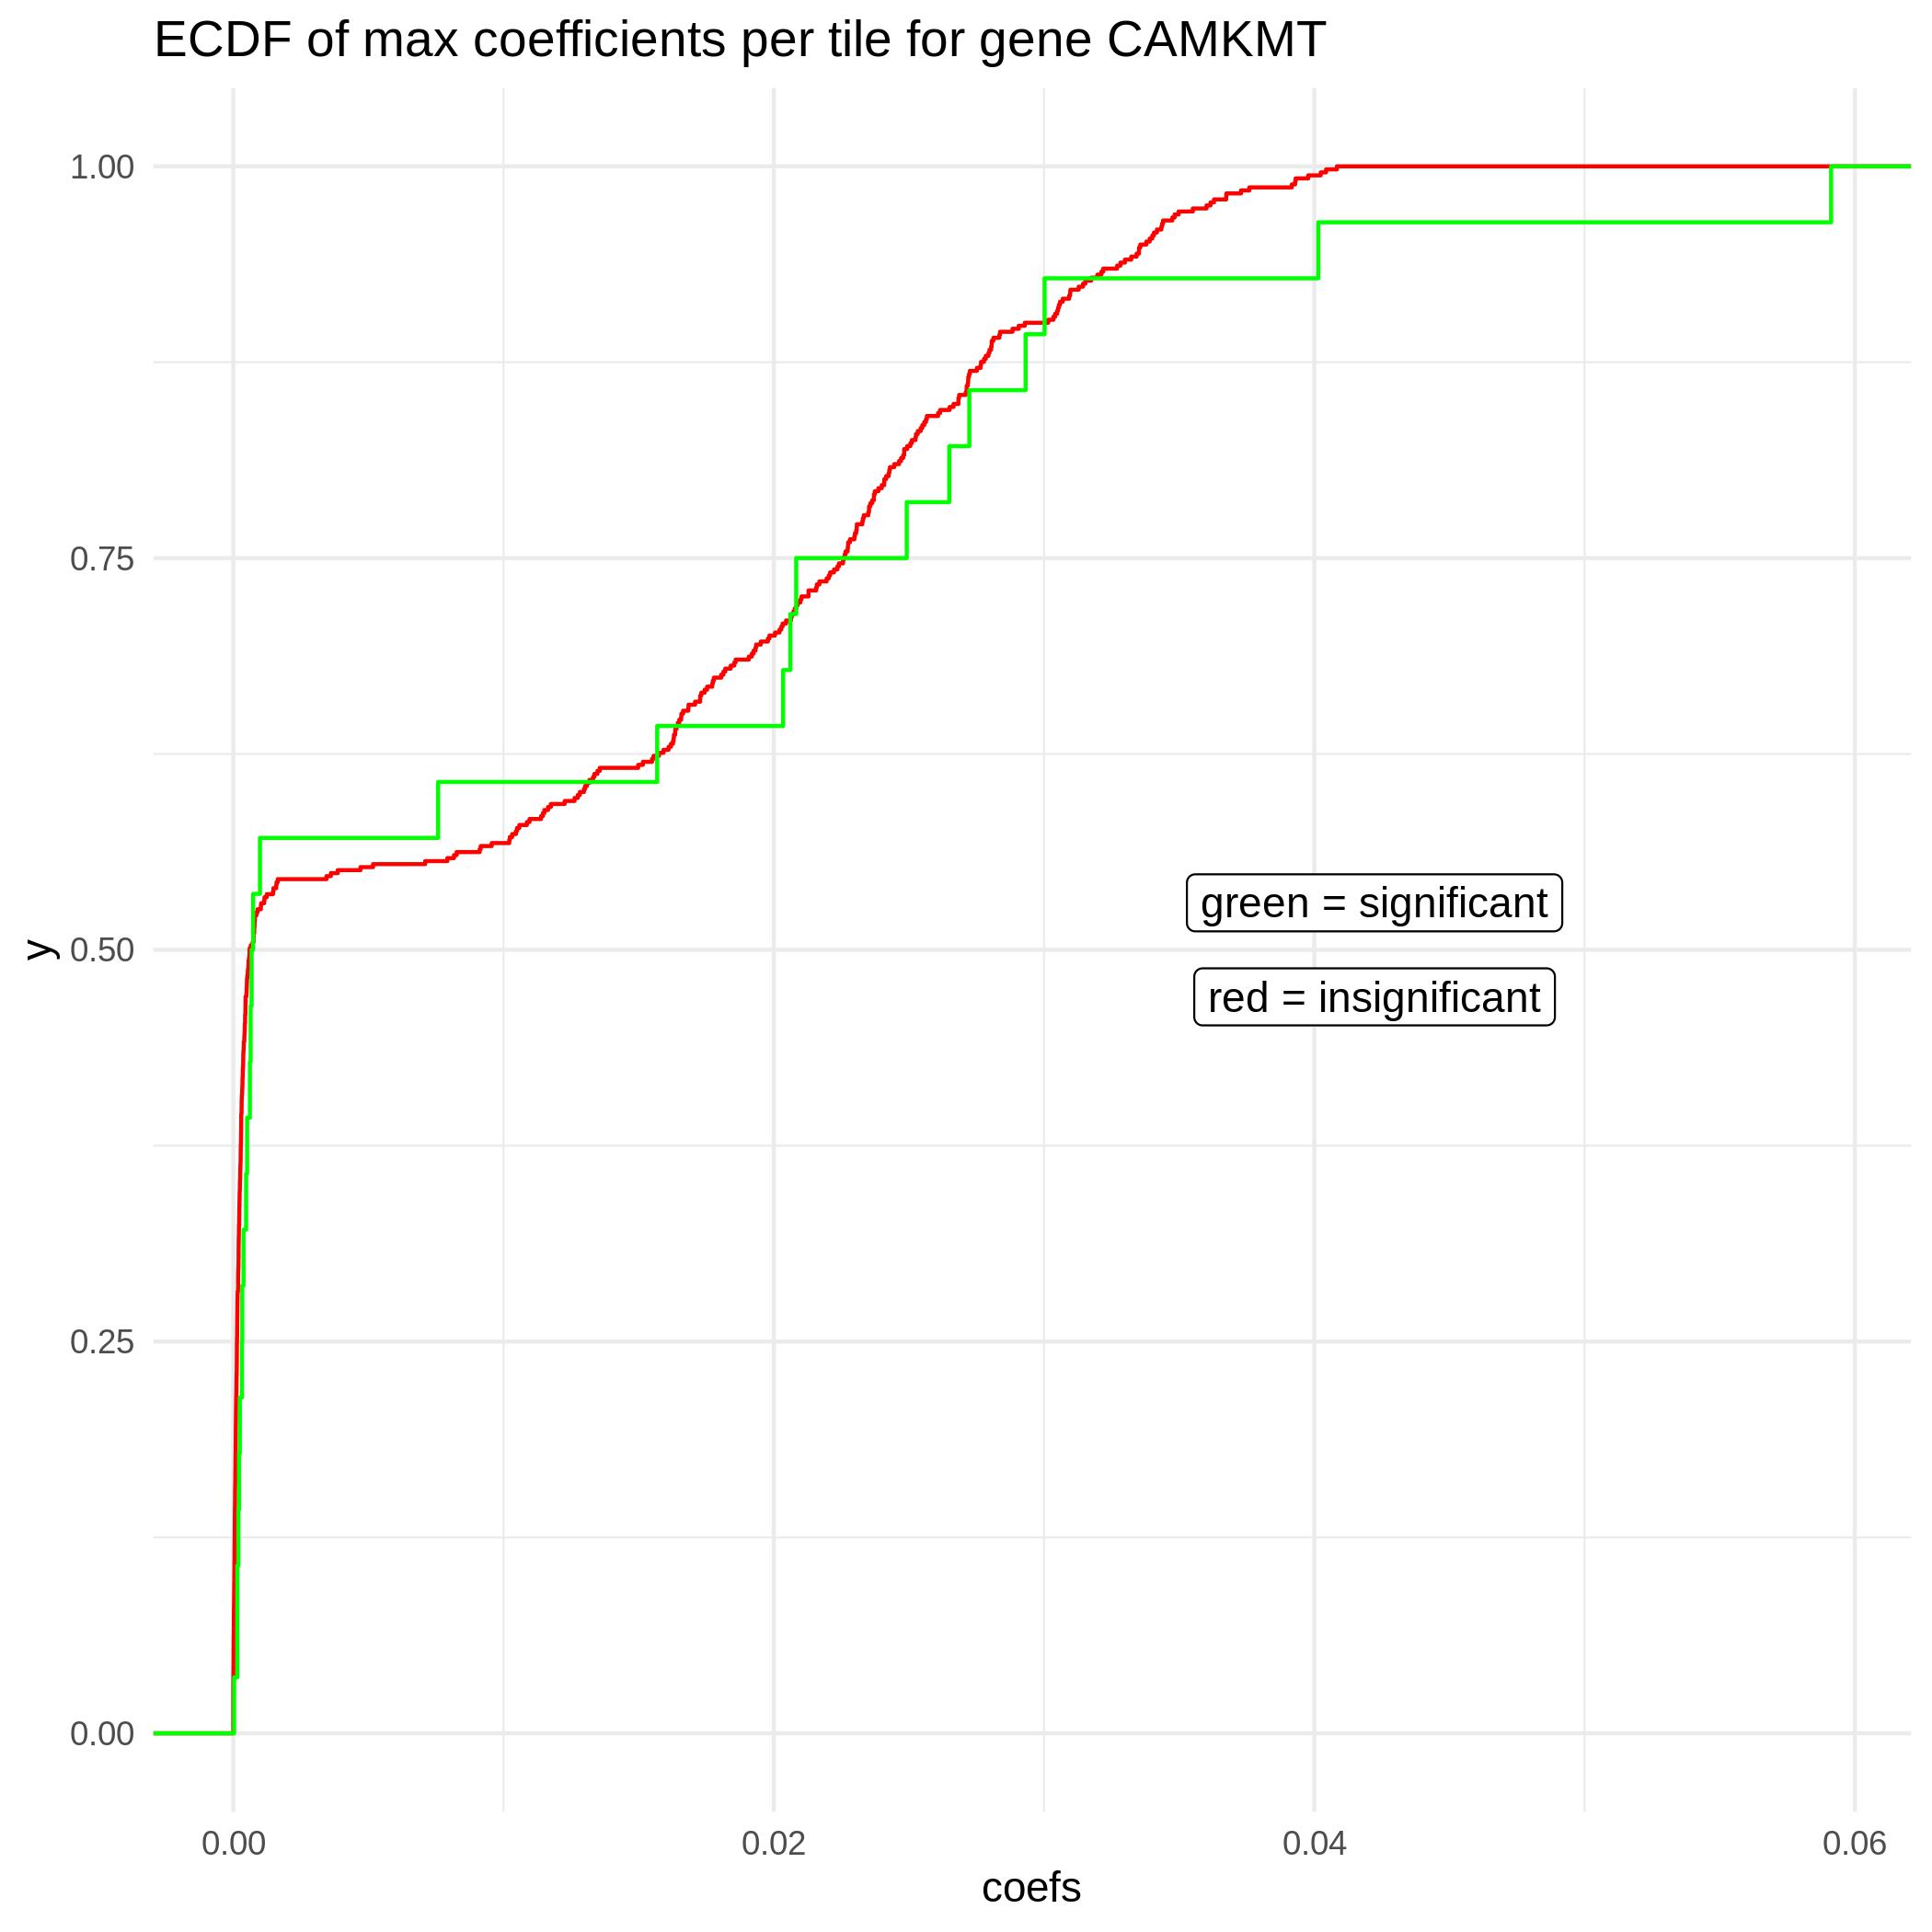 ECDF of max coefficients per tile for gene CAMKMT
1.00
0.75
0.50
0.25
0.00
y
green = significant
red = insignificant
0.00 0.02 0.04 0.06
coefs